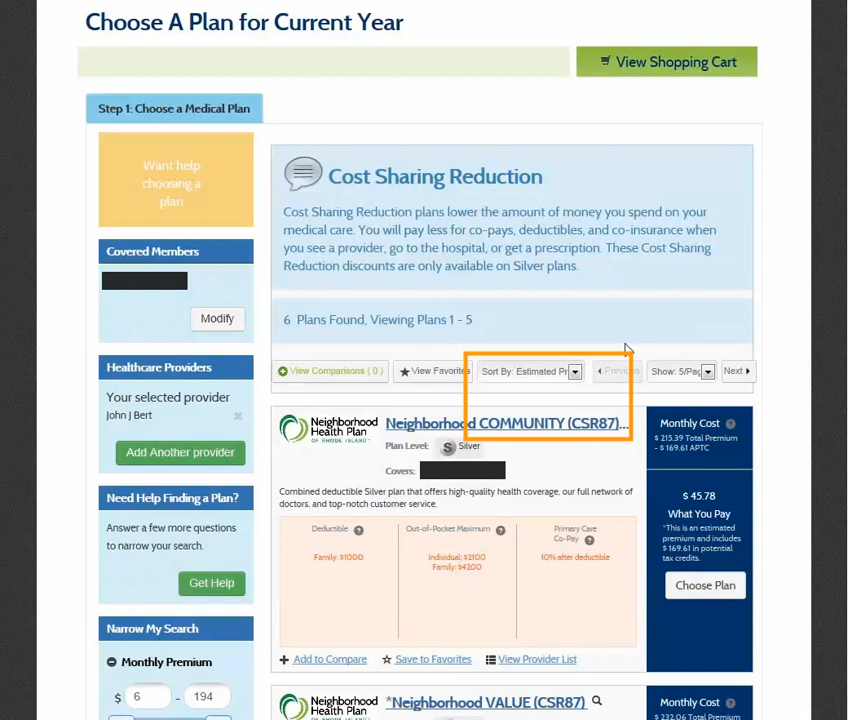 Choose A Plan for Current Year
View Shopping Cart
Step 1: Choose a Medical Plan
Want help
choosing a
plan
Covered Members
Modify
Healthcare Providers
Your selected provider
John J Bert
Add Another provider
Need Help Finding a Plan?
Answer a few more questions
to narrow your search.
Get Help
Narrow My Search
Monthly Premium
$ 6 - 194
Cost Sharing Reduction
Cost Sharing Reduction plans lower the amount of money you spend on your
medical care. You will pay less for co-pays, deductibles, and co-insurance when
you see a provider, go to the hospital, or get a prescription. These Cost Sharing
Reduction discounts are only available on Silver plans.
6 Plans Found, Viewing Plans 1 - 5
View Comparisons ( 0 ) View Favorites Sort By: Estimated Pr Previous Show: 5/Pag Next
Neighborhood
Health Plan
OF RHODE ISLAND
Neighborhood COMMUNITY (CSR87)...
Plan Level: S Silver
Covers:
Combined deductible Silver plan that offers high-quality health coverage, our full network of
doctors, and top-notch customer service.
Deductible ?
Family: $1000
Out-of-Pocket Maximum ?
Individual: $2100
Family: $4200
Primary Care
Co-Pay ?
10% after deductible
Add to Compare Save to Favorites View Provider List
Monthly Cost ?
$ 215.39 Total Premium
- $ 169.61 APTC
$ 45.78
What You Pay
*This is an estimated
premium and includes
$ 169.61 in potential
tax credits.
Choose Plan
Neighborhood
Health Plan
*Neighborhood VALUE (CSR87)
Monthly Cost ?
$ 232.06 Total Premium